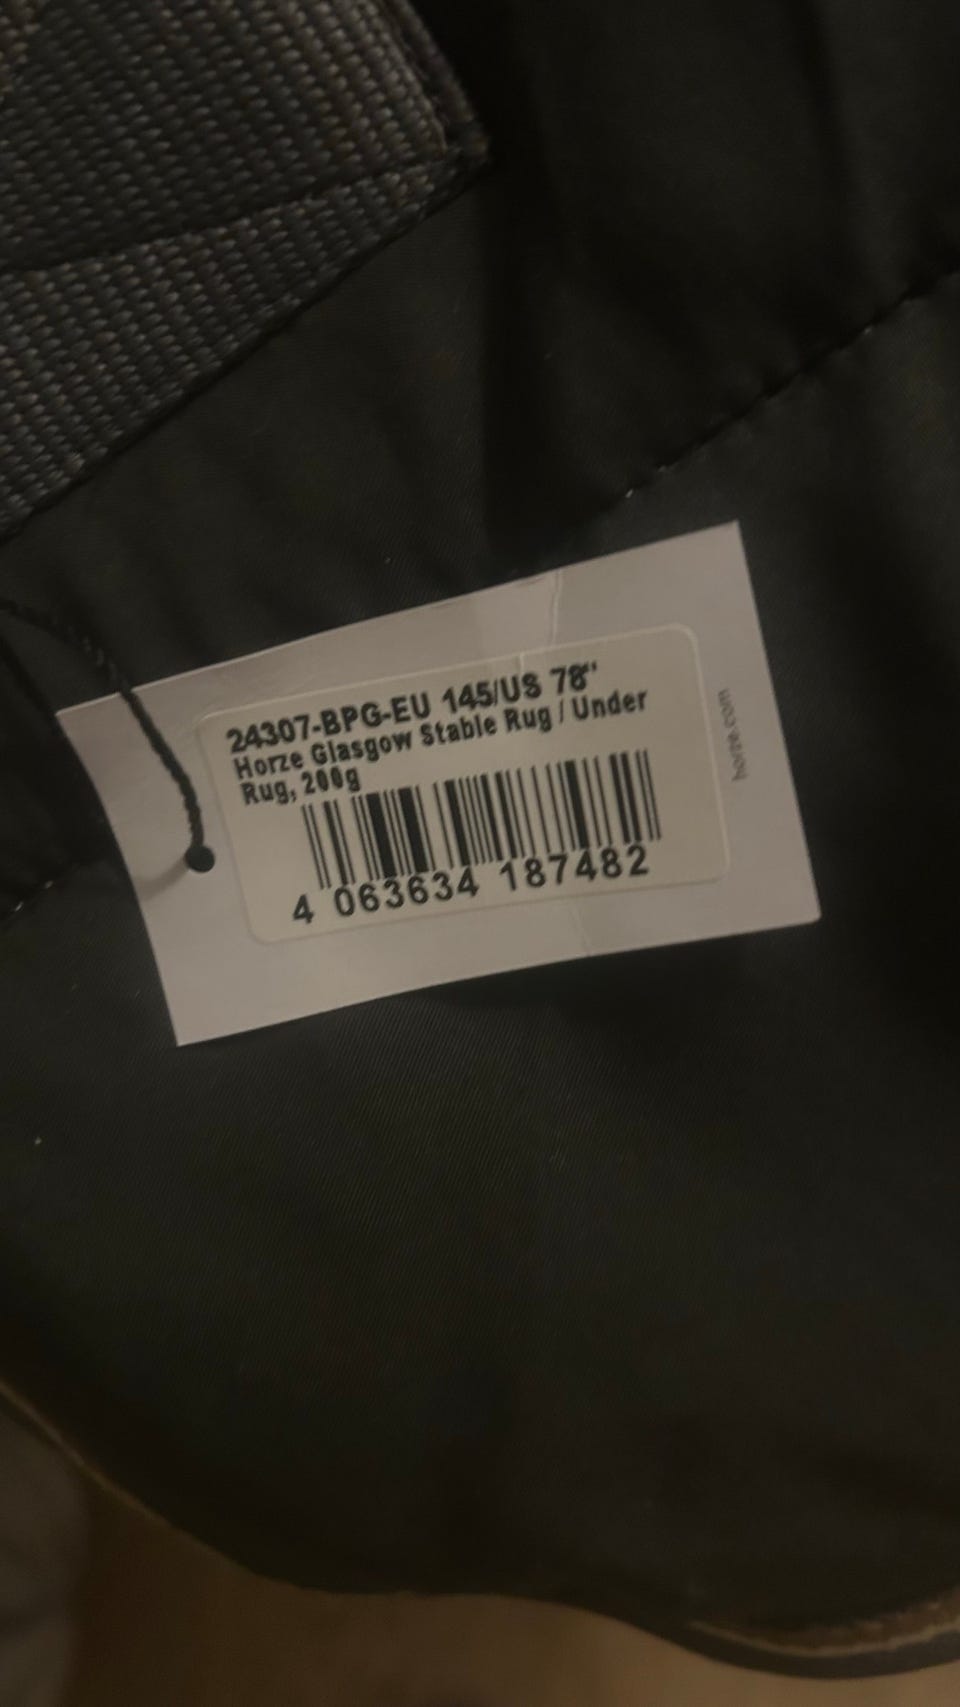 24307-BPG-EU 145/US 78"
Horze Glasgow Stable Rug / Under
Rug, 200g
4 063634 187482
horze.com